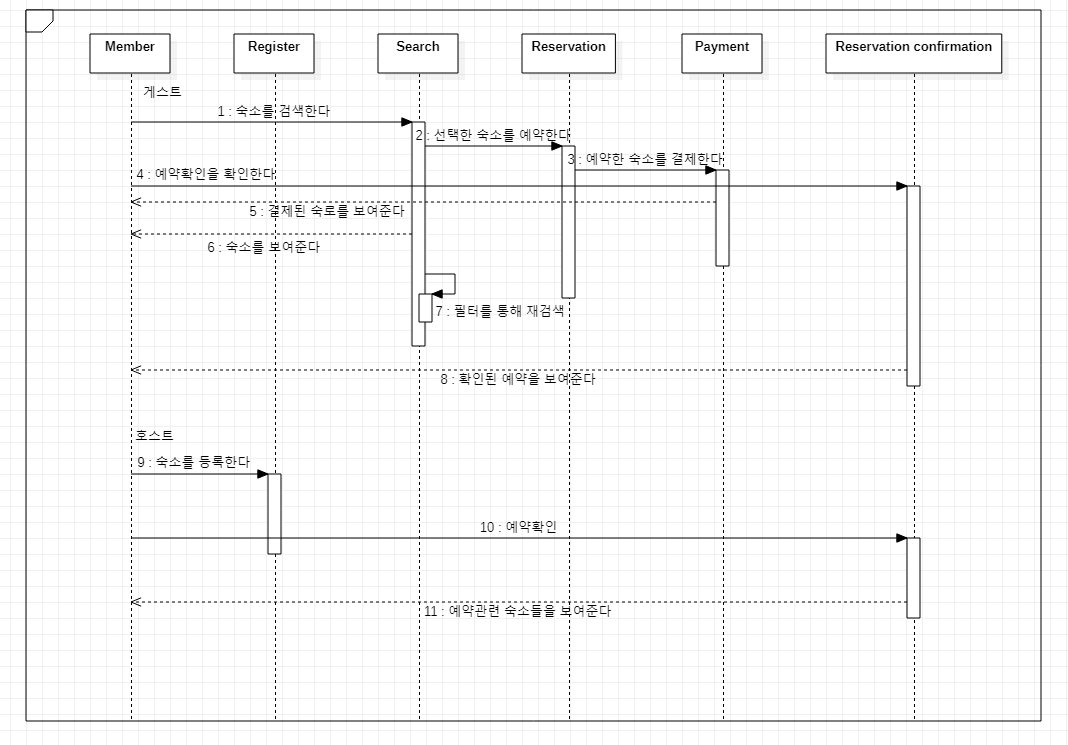 Member
Register
Search
Reservation
Payment
Reservation confirmation
게스트
1 : 숙소를 검색한다
2 : 선택한 숙소를 예약한다
3 : 예약한 숙소를 결제한다
4 : 예약확인을 확인한다
5 : 결제된 숙로를 보여준다
6 : 숙소를 보여준다
7 : 필터를 통해 재검색
8 : 확인된 예약을 보여준다
호스트
9 : 숙소를 등록한다
10 : 예약확인
11 : 예약관련 숙소들을 보여준다